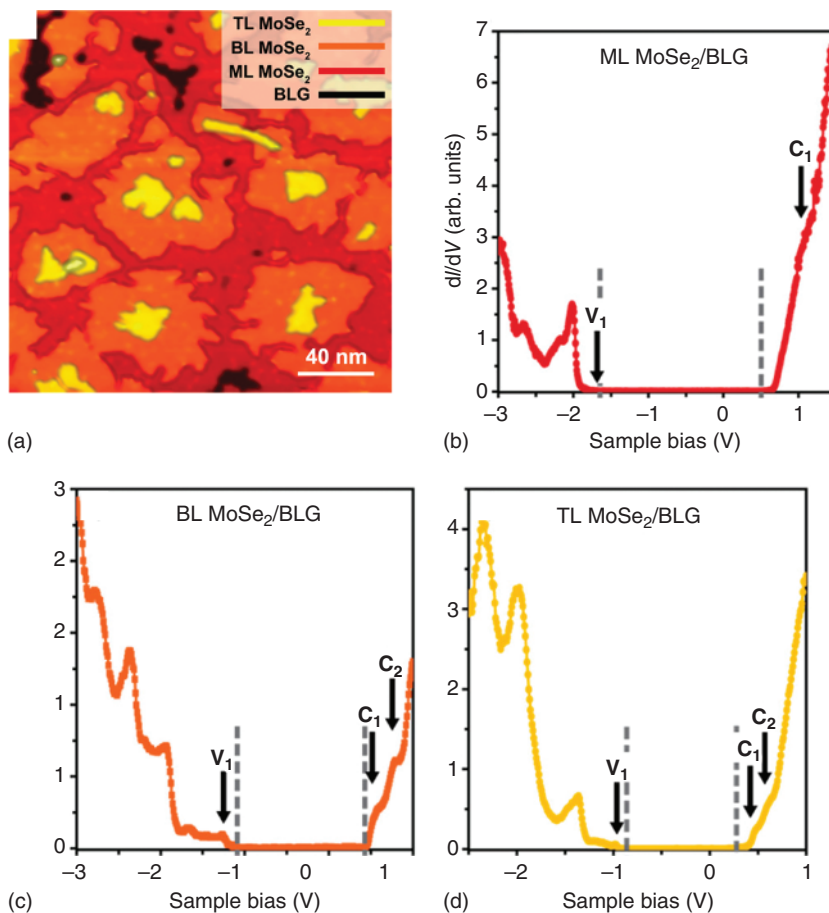 TL MoSe₂
BL MoSe₂
ML MoSe₂
BLG
40 nm
(a)
ML MoSe₂/BLG
7
6
5
4
3
2
1
0
dI/dV (arb. units)
V₁
C₁
−3
−2
−1
0
1
Sample bias (V)
(b)
BL MoSe₂/BLG
3
2
2
1
1
0
V₁
C₁
C₂
−3
−2
−1
0
1
Sample bias (V)
(c)
TL MoSe₂/BLG
4
3
2
1
0
V₁
C₁
C₂
−2
−1
0
1
Sample bias (V)
(d)